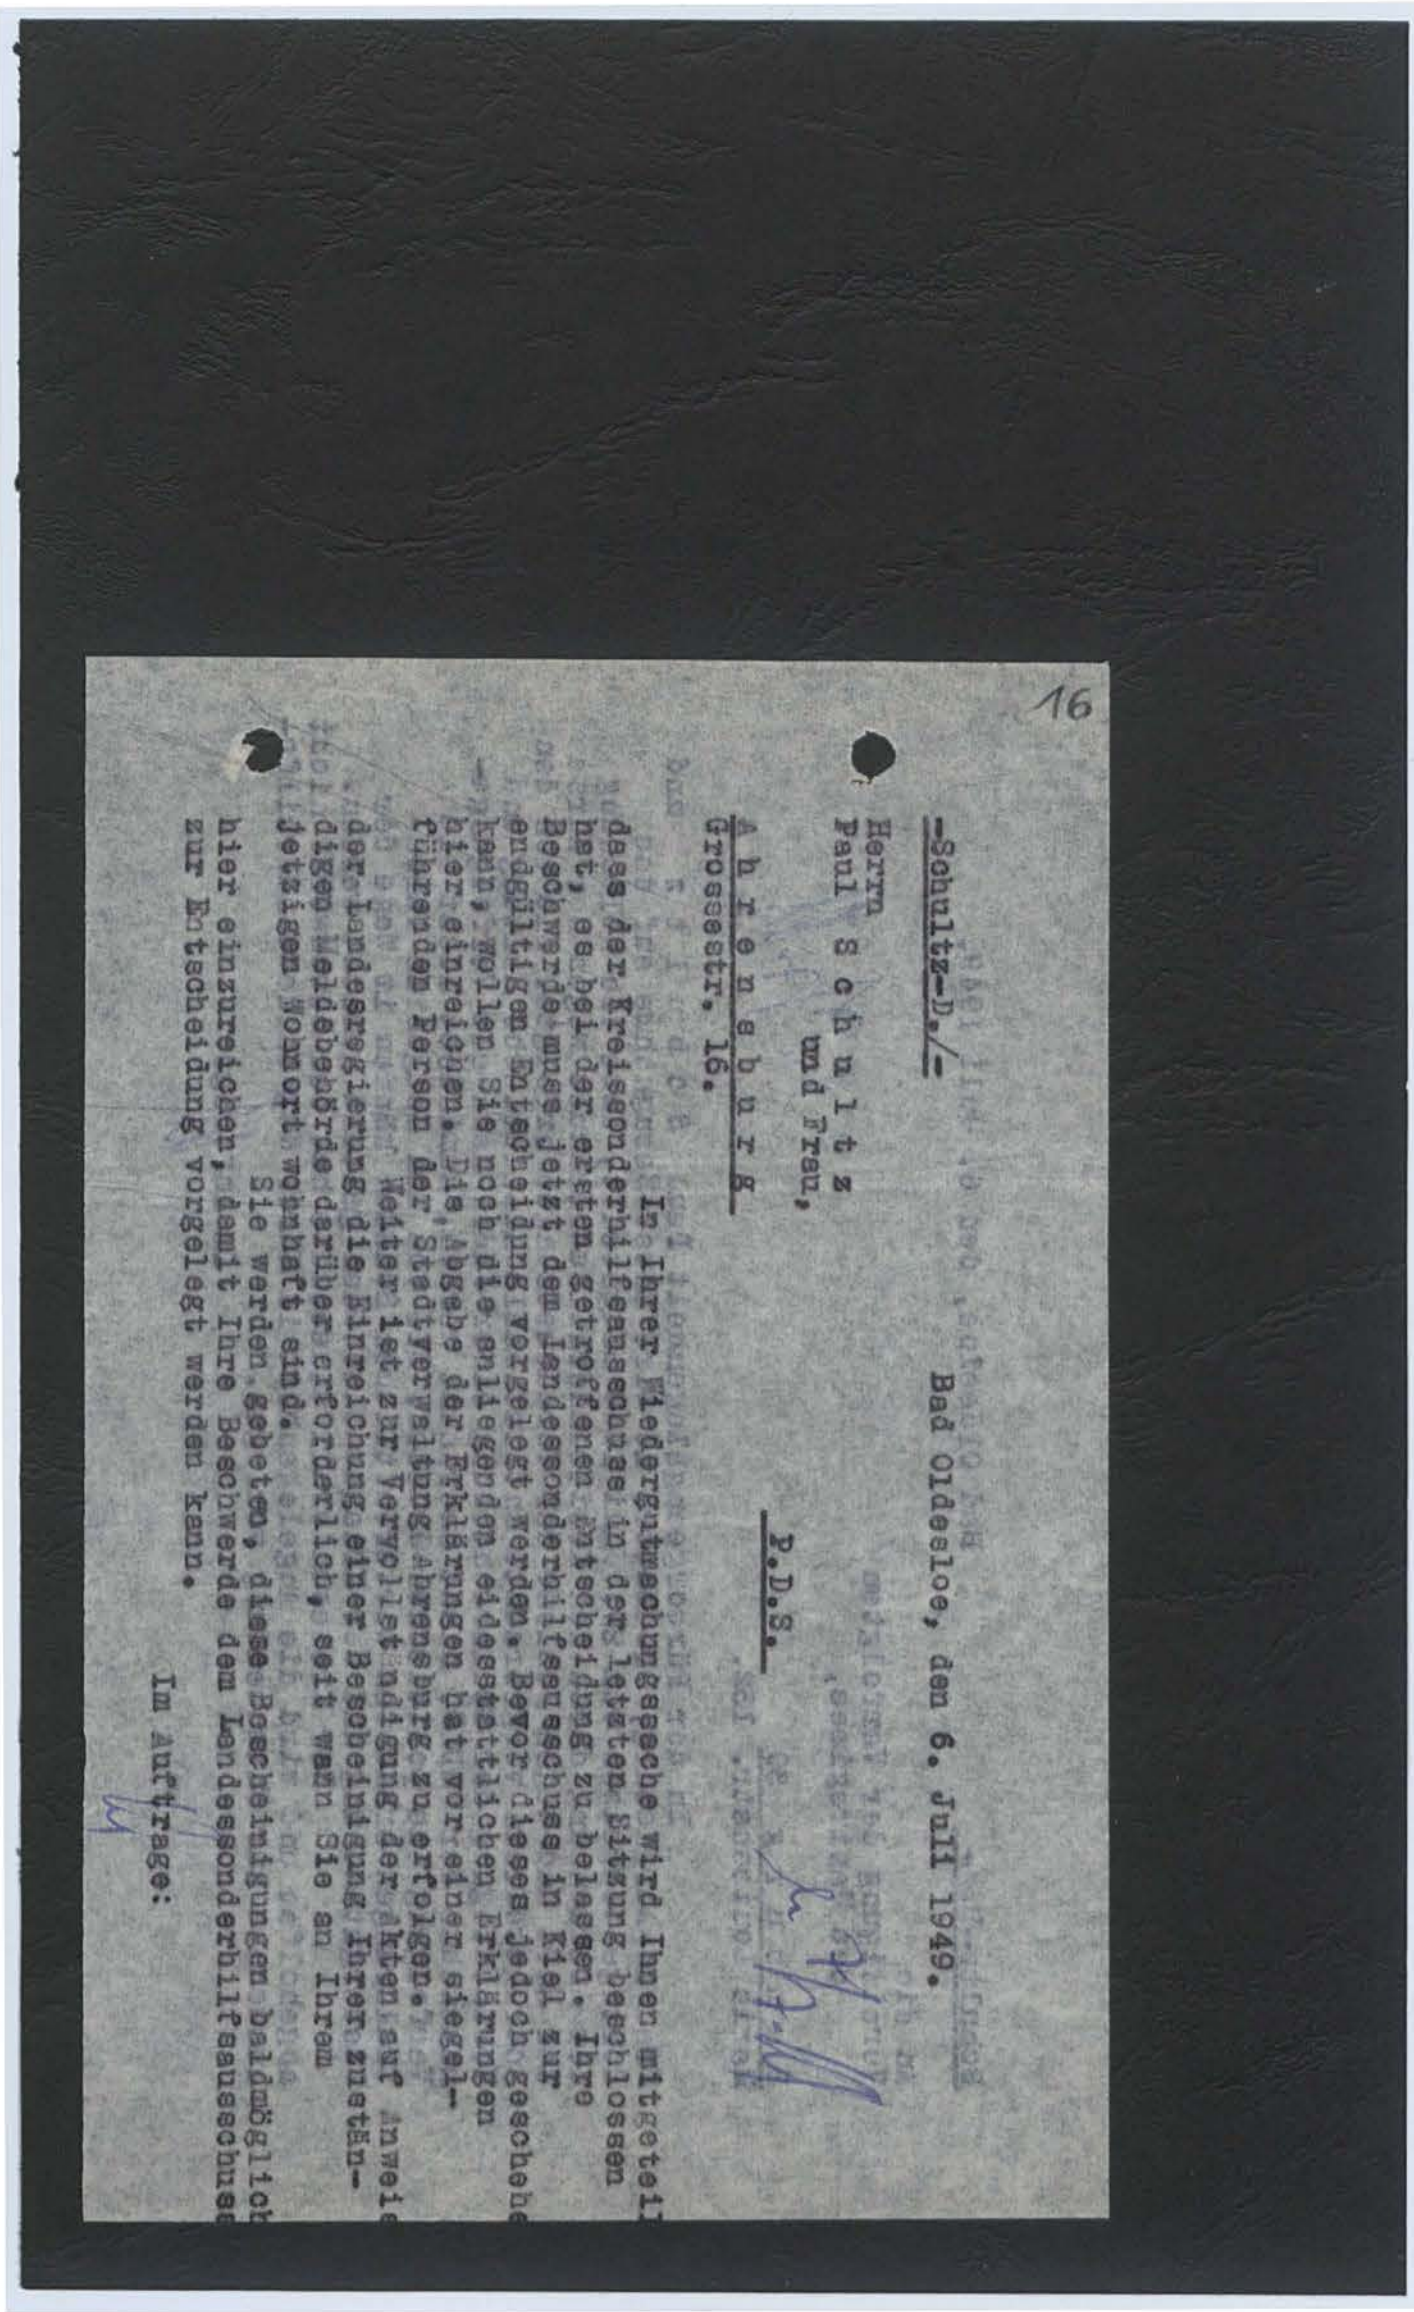 16
-Schultz-D./-
Bad Oldesloe, den 6. Juli 1949.
Herrn
Paul S c h u l t z
und Frau,
P.D.S.
A h r e n s b u r g
Grossestr. 16.
In Ihrer Wiedergutmachungssache wird Ihnen mitgeteil
dass der Kreissonderhilfsausschuss in der letzten Sitzung beschlossen
hat, es bei der ersten getroffenen Entscheidung zu belassen. Ihre
Beschwerde muss jetzt dem Landessonderhilfsausschuss in Kiel zur
endgültigen Entscheidung vorgelegt werden. Bevor dieses jedoch geschehe
kann, wollen Sie noch die anliegenden eidesstattlichen Erklärungen
hier einreichen. Die Abgabe der Erklärungen hat vor einer siegel-
führenden Person der Stadtverwaltung Ahrensburg zu erfolgen.
Weiter ist zur Vervollständigung der Akten auf Anweis
der Landesregierung die Einreichung einer Bescheinigung Ihrer zustän-
digen Meldebehörde darüber erforderlich, seit wann Sie an Ihrem
jetzigen Wohnort wohnhaft sind.
Sie werden gebeten, diese Bescheinigungen baldmöglich
hier einzureichen, damit Ihre Beschwerde dem Landessonderhilfsausschuss
zur Entscheidung vorgelegt werden kann.
Im Auftrage: